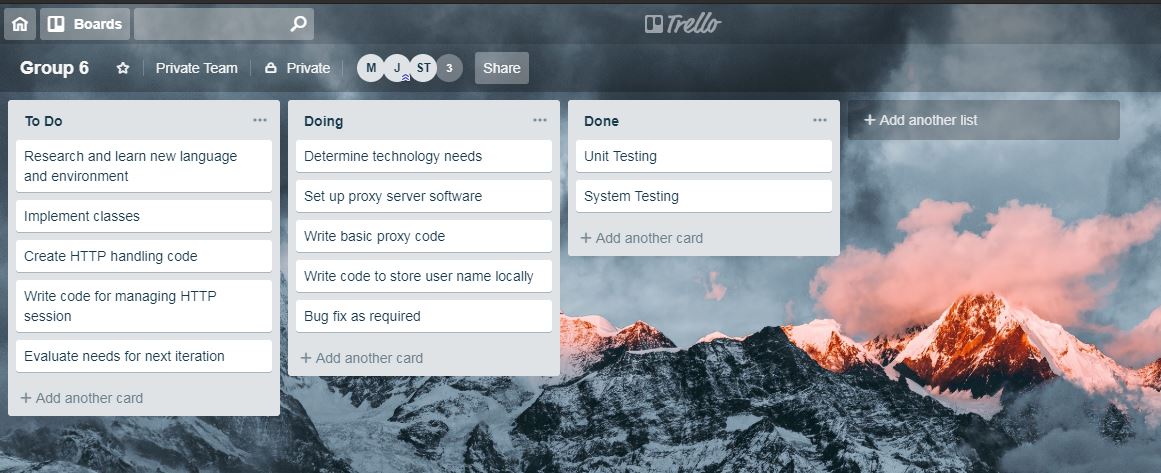 Boards
Trello
Group 6
Private Team
Private
M
J
ST
3
Share
To Do
Research and learn new language
and environment
Implement classes
Create HTTP handling code
Write code for managing HTTP
session
Evaluate needs for next iteration
+ Add another card
Doing
Determine technology needs
Set up proxy server software
Write basic proxy code
Write code to store user name locally
Bug fix as required
+ Add another card
Done
Unit Testing
System Testing
+ Add another card
+ Add another list